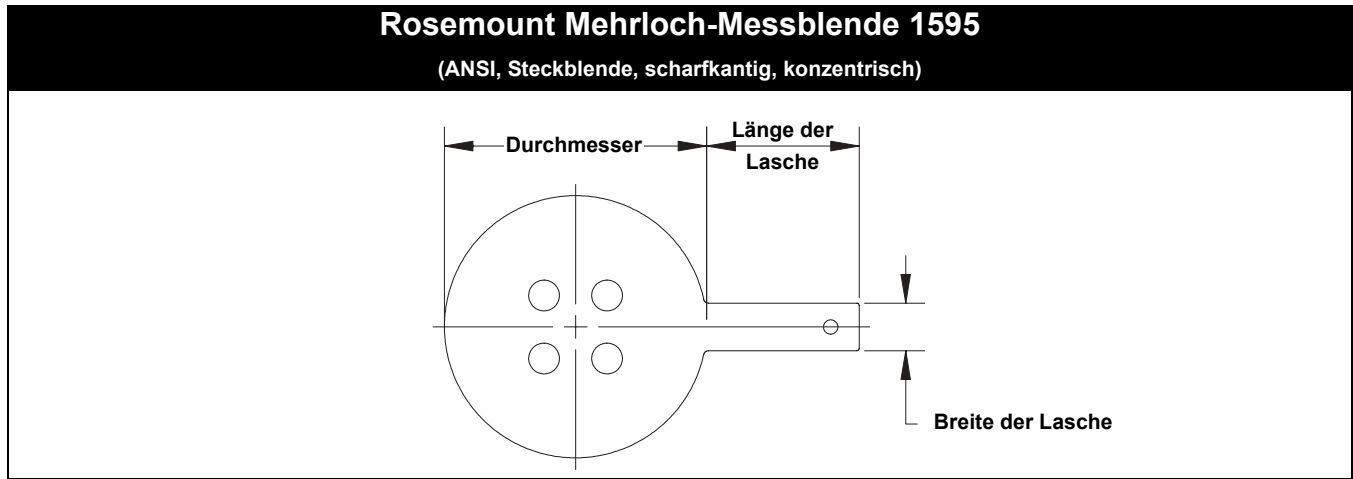 Rosemount Mehrloch-Messblende 1595
(ANSI, Steckblende, scharfkantig, konzentrisch)
Durchmesser
Länge der
Lasche
Breite der Lasche